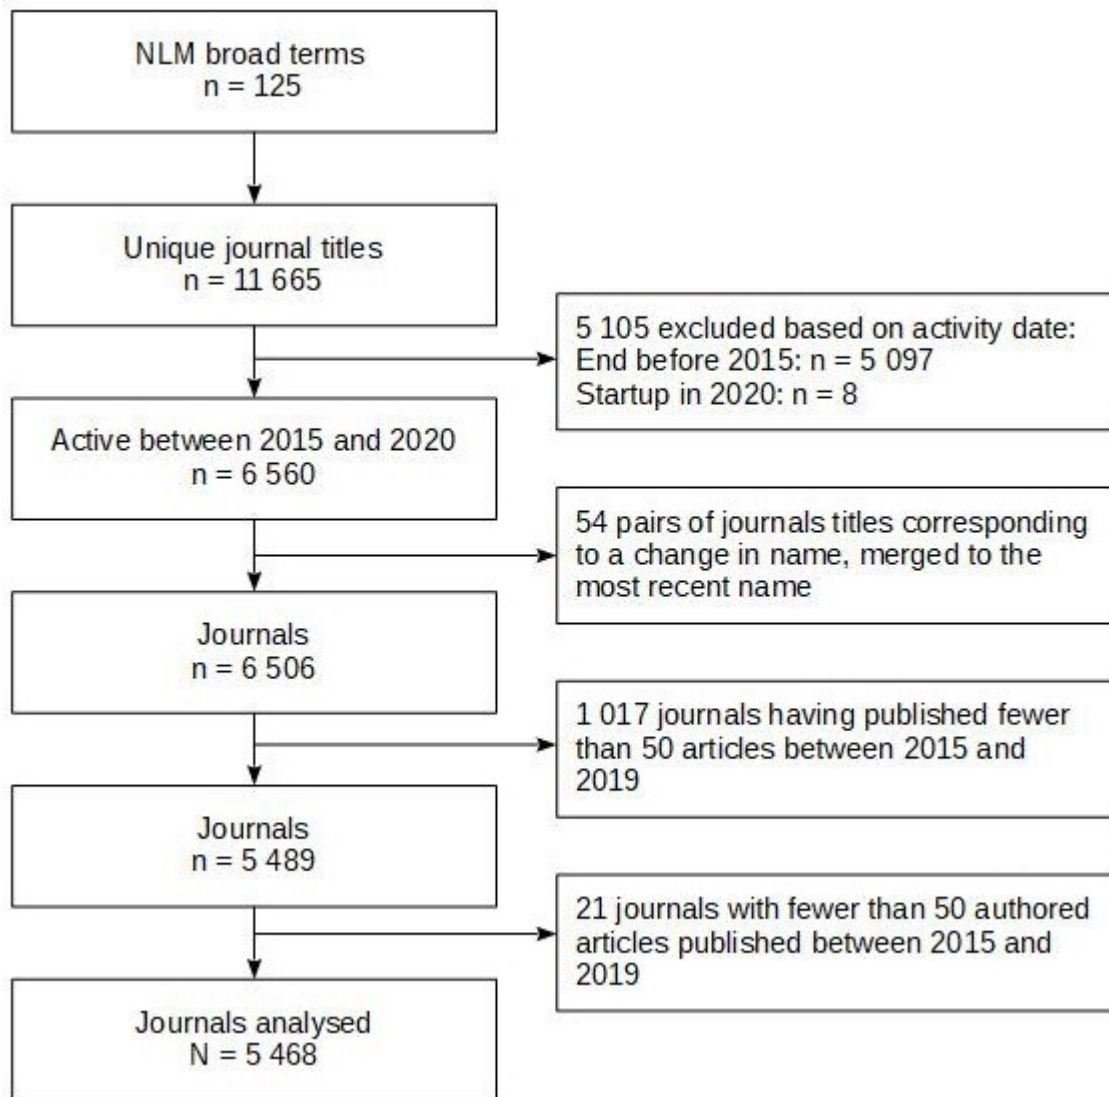 NLM broad terms
n = 125
Unique journal titles
n = 11 665
5 105 excluded based on activity date:
End before 2015: n = 5 097
Startup in 2020: n = 8
Active between 2015 and 2020
n = 6 560
54 pairs of journals titles corresponding
to a change in name, merged to the
most recent name
Journals
n = 6 506
1 017 journals having published fewer
than 50 articles between 2015 and
2019
Journals
n = 5 489
21 journals with fewer than 50 authored
articles published between 2015 and
2019
Journals analysed
N = 5 468